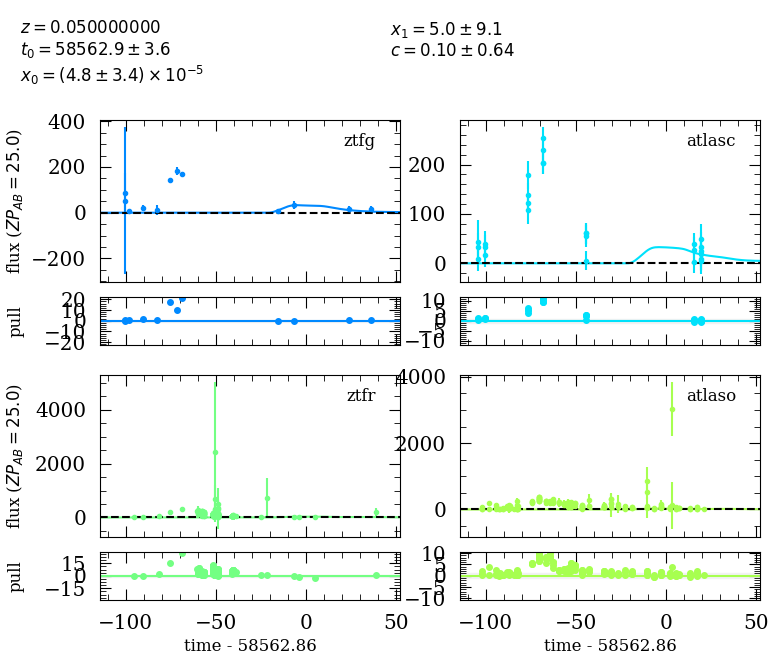 z = 0.050000000
t₀ = 58562.9 ± 3.6
x₀ = (4.8 ± 3.4) × 10⁻⁵
x₁ = 5.0 ± 9.1
c = 0.10 ± 0.64
flux (ZP_AB = 25.0)
400
200
0
−200
ztfg
200
100
0
atlasc
pull
20
10
0
−10
−20
10
5
0
−5
−10
flux (ZP_AB = 25.0)
4000
2000
0
ztfr
4000
2000
0
atlaso
pull
15
0
−15
10
5
0
−5
−10
−100
−50
0
50
−100
−50
0
50
time - 58562.86
time - 58562.86